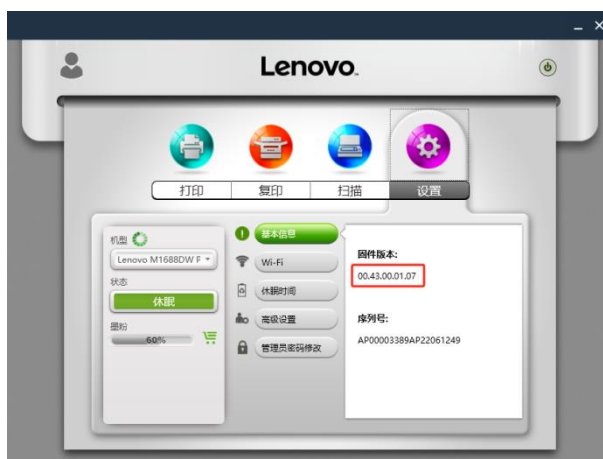 Lenovo
打印
复印
扫描
设置
机型
Lenovo M1688DW F
状态
休眠
墨粉
60%
基本信息
Wi-Fi
休眠时间
高级设置
管理员密码修改
固件版本:
00.43.00.01.07
序列号:
AP00003389AP22061249